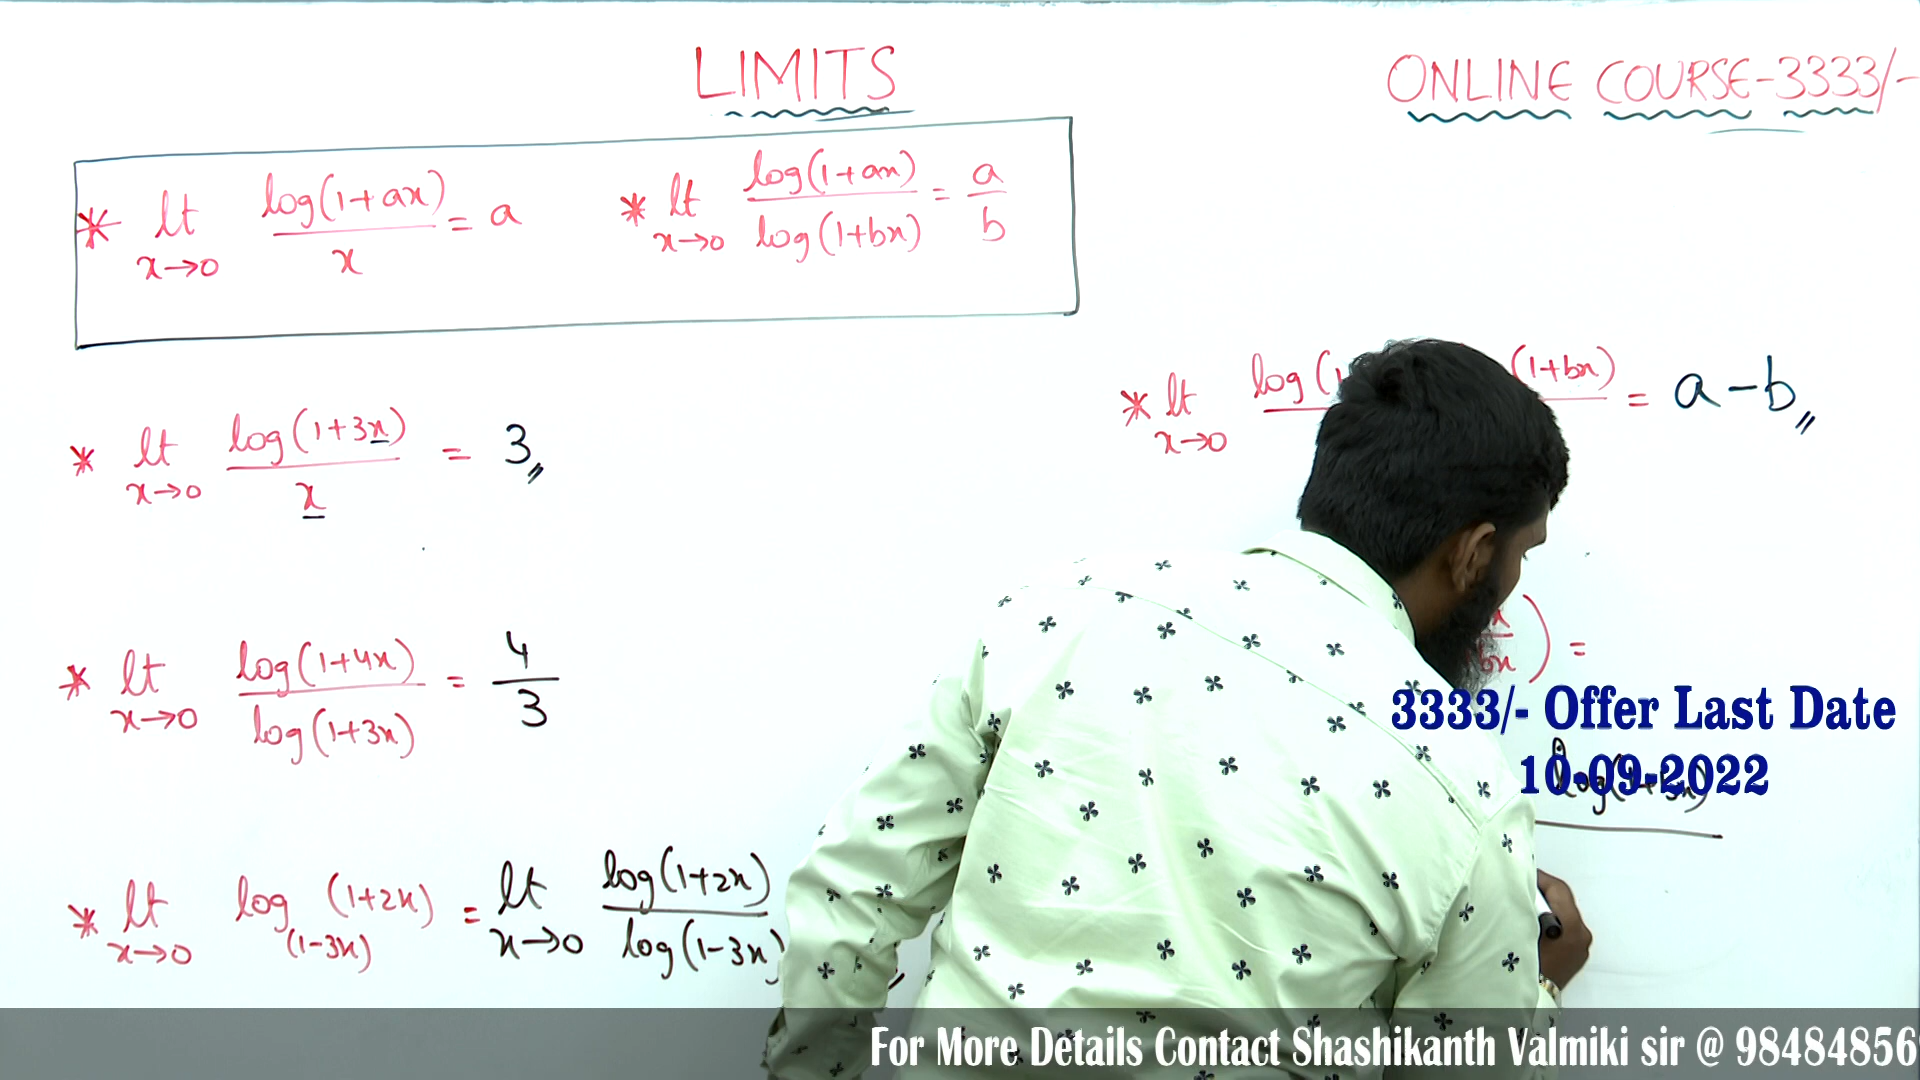 LIMITS
ONLINE COURSE-3333/-
* lt x→0 log(1+ax)/x = a
* lt x→0 log(1+ax)/log(1+bx) = a/b
* lt x→0 log(1+3x)/x = 3
* lt x→0 log(1+4x)/log(1+3x) = 4/3
* lt x→0 log (1+2x) (1-3x) = lt x→0 log(1+2x)/log(1-3x)
* lt x→0 log(1 (1+bx) = a-b
) =
3333/- Offer Last Date
10-09-2022
For More Details Contact Shashikanth Valmiki sir @ 98484856